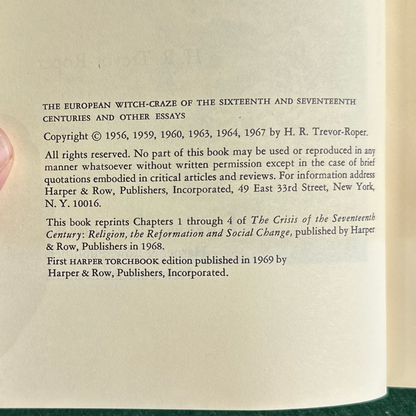 THE EUROPEAN WITCH-CRAZE OF THE SIXTEENTH AND SEVENTEENTH
CENTURIES AND OTHER ESSAYS
Copyright © 1956, 1959, 1960, 1963, 1964, 1967 by H. R. Trevor-Roper.
All rights reserved. No part of this book may be used or reproduced in any
manner whatsoever without written permission except in the case of brief
quotations embodied in critical articles and reviews. For information address
Harper & Row, Publishers, Incorporated, 49 East 33rd Street, New York,
N. Y. 10016.
This book reprints Chapters 1 through 4 of The Crisis of the Seventeenth
Century: Religion, the Reformation and Social Change, published by Harper
& Row, Publishers in 1968.
First HARPER TORCHBOOK edition published in 1969 by
Harper & Row, Publishers, Incorporated.